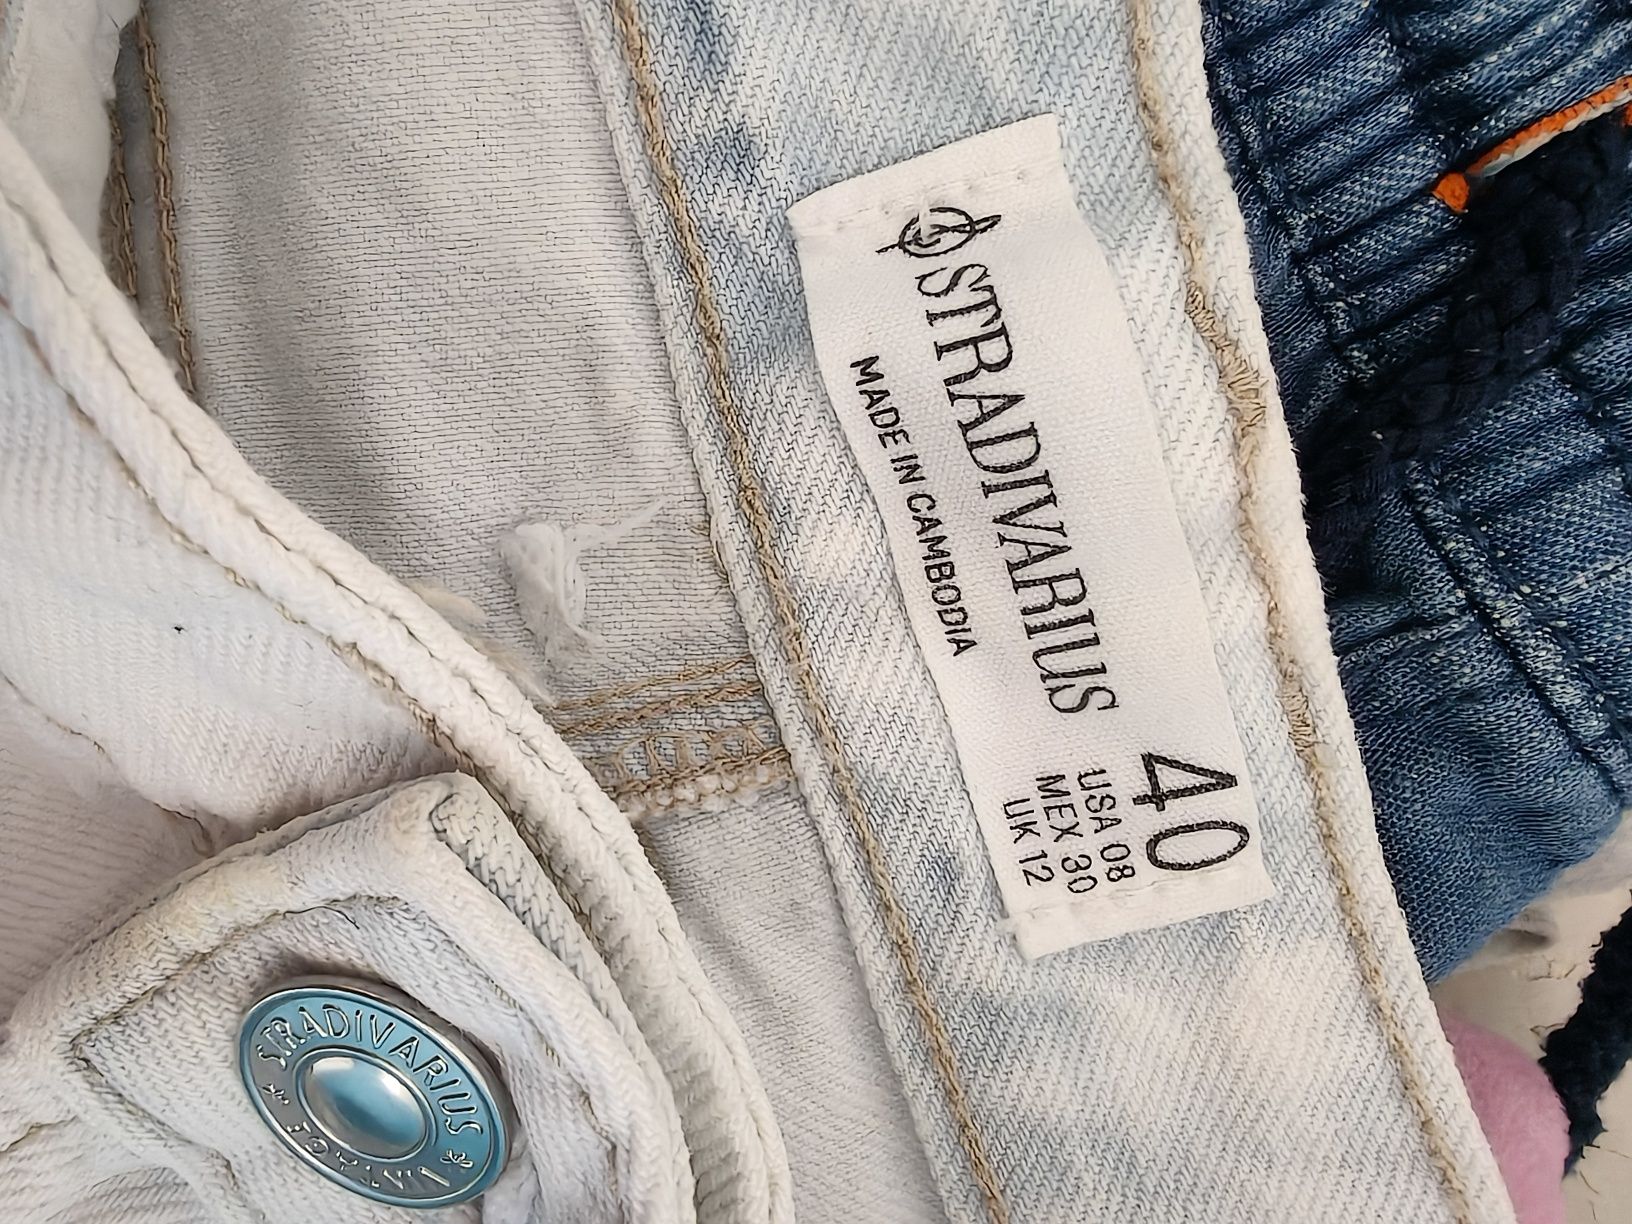 STRADIVARIUS
MADE IN CAMBODIA
40
USA 08
MEX 30
UK 12
STRADIVARIUS